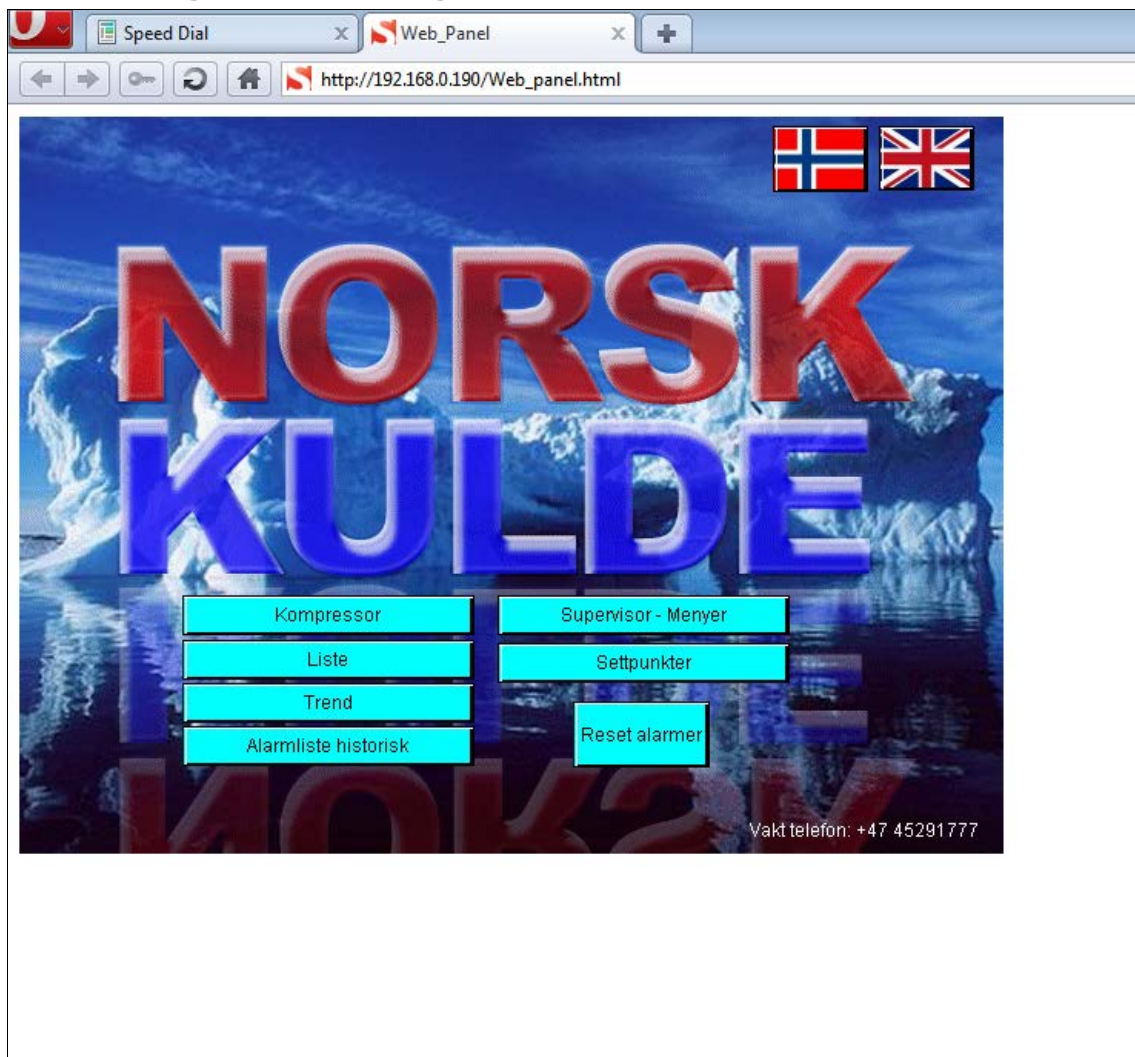 Speed Dial
Web_Panel
http://192.168.0.190/Web_panel.html
NORSK
KULDE
Kompressor
Supervisor - Menyer
Liste
Settpunkter
Trend
Reset alarmer
Alarmliste historisk
Vakt telefon: +47 45291777